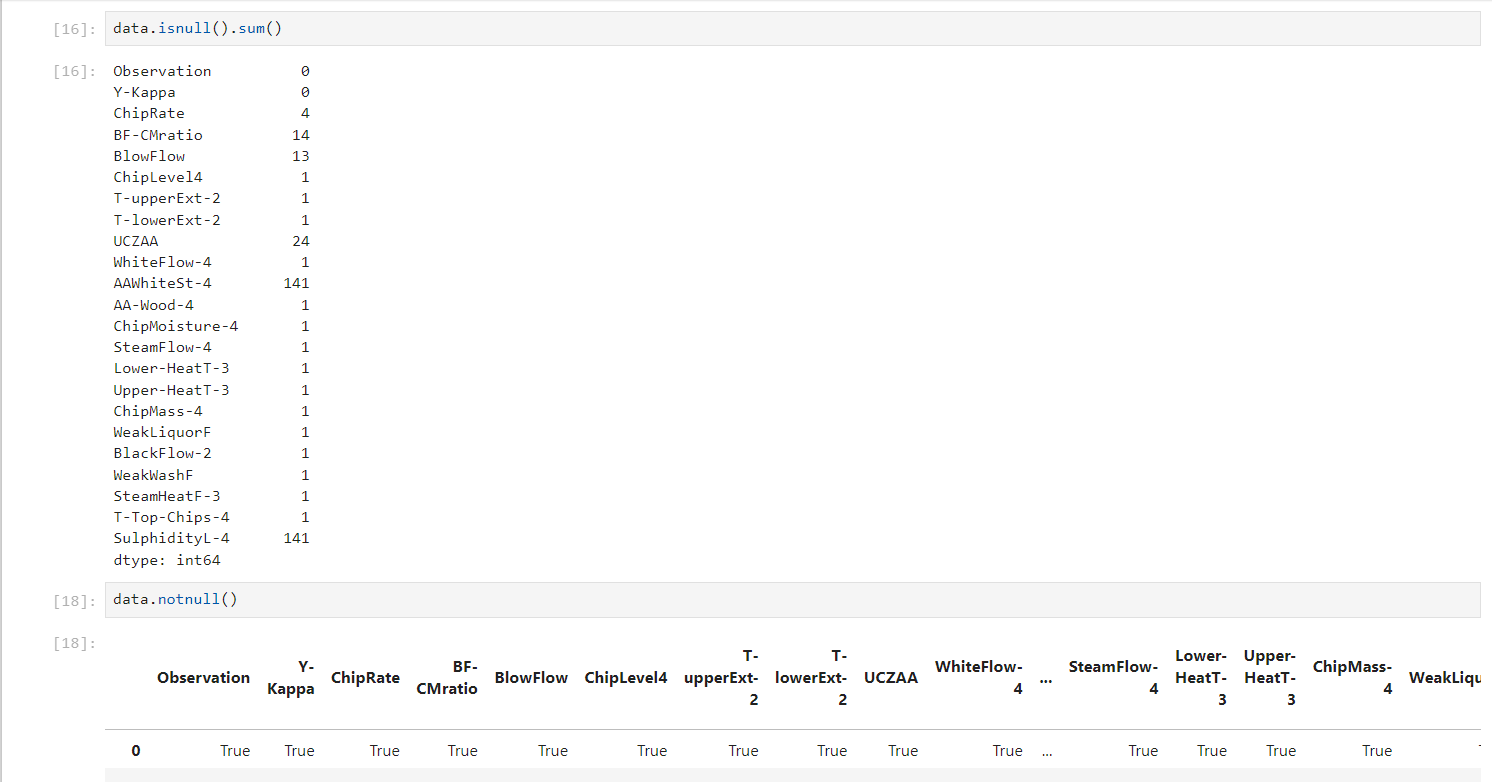 [16]: data.isnull().sum()
[16]: Observation 0
Y-Kappa 0
ChipRate 4
BF-CMratio 14
BlowFlow 13
ChipLevel4 1
T-upperExt-2 1
T-lowerExt-2 1
UCZAA 24
WhiteFlow-4 1
AAWhiteSt-4 141
AA-Wood-4 1
ChipMoisture-4 1
SteamFlow-4 1
Lower-HeatT-3 1
Upper-HeatT-3 1
ChipMass-4 1
WeakLiquorF 1
BlackFlow-2 1
WeakWashF 1
SteamHeatF-3 1
T-Top-Chips-4 1
SulphidityL-4 141
dtype: int64
[18]: data.notnull()
[18]:
Observation Y-Kappa ChipRate BF-CMratio BlowFlow ChipLevel4 T-upperExt-2 T-lowerExt-2 UCZAA WhiteFlow-4 ... SteamFlow-4 Lower-HeatT-3 Upper-HeatT-3 ChipMass-4 WeakLiqu
0 True True True True True True True True True True ... True True True True